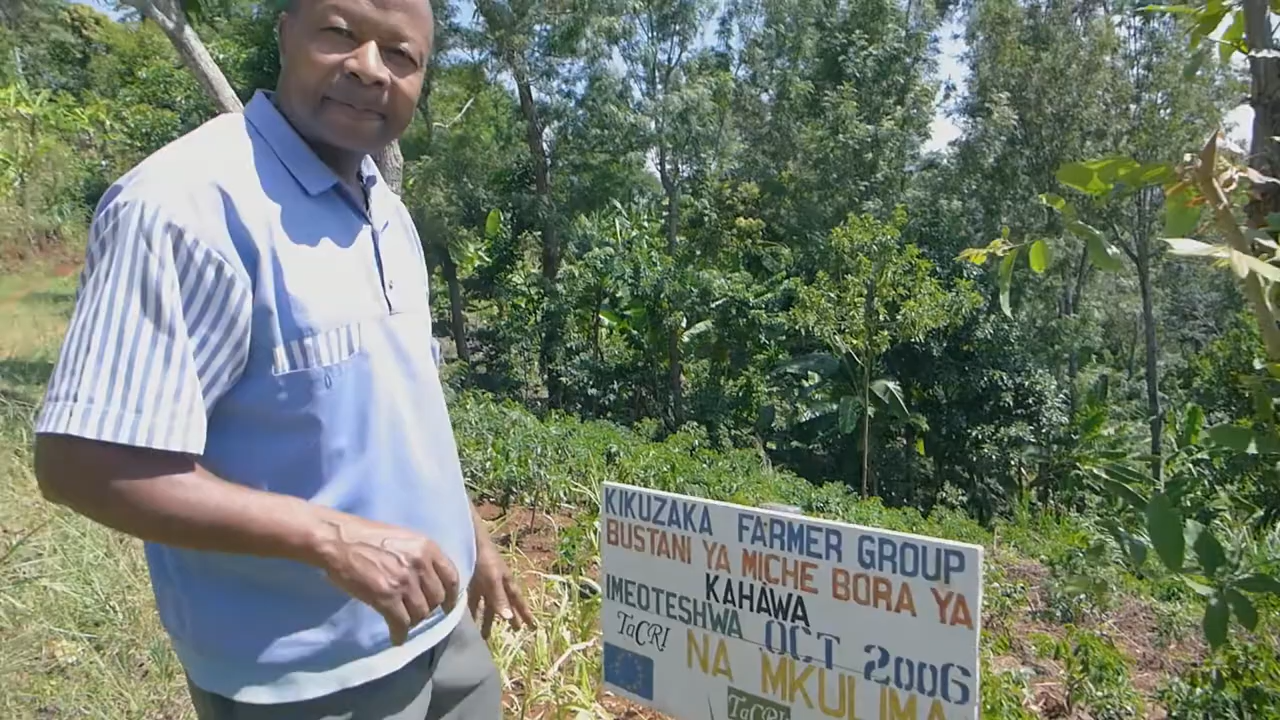 KIKUZAKA FARMER GROUP
BUSTANI YA MICHE BORA YA
KAHAWA
IMEOTESHWA OCT 2006
TaCRI NA MKULIMA
TaCRI